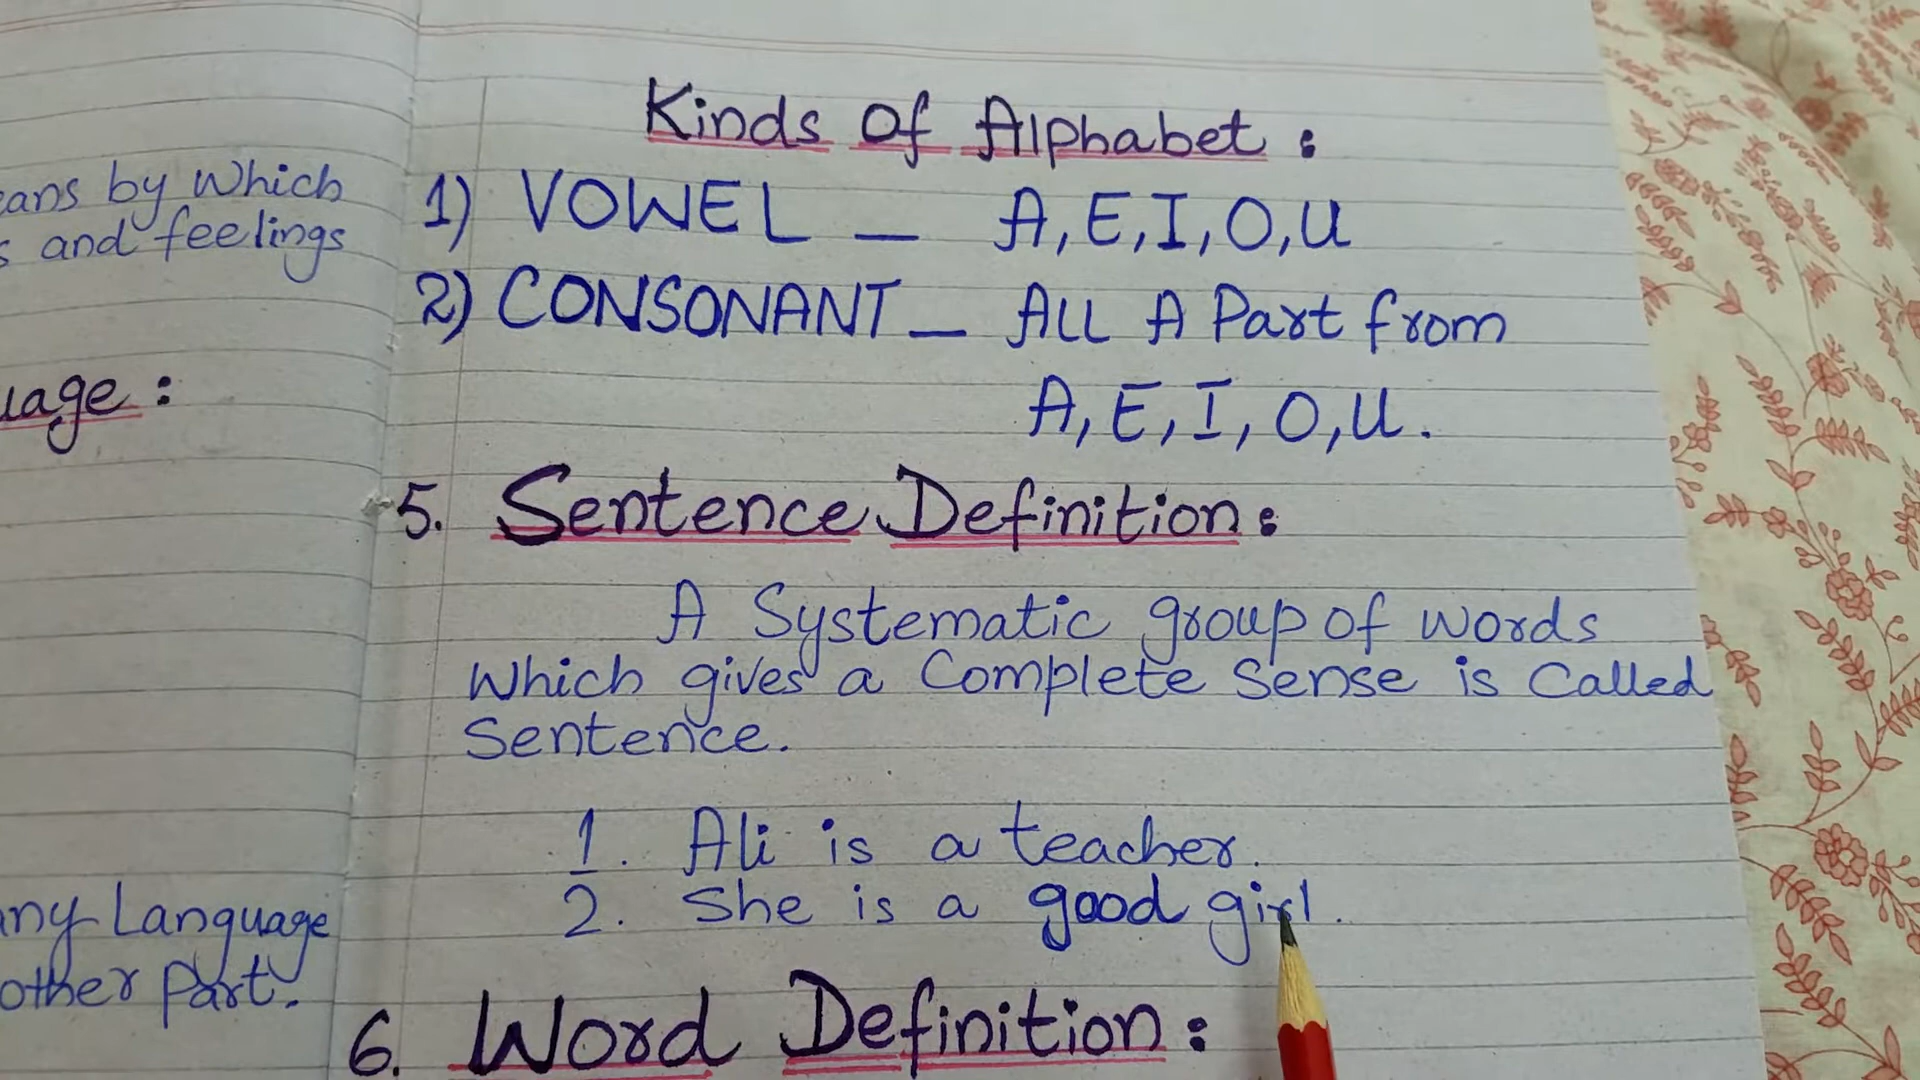 by Which
and feelings
:
Language
other Part.
Kinds Of Alphabet :
1) VOWEL _ A, E, I, O, U
2) CONSONANT _ ALL A Part from
A, E, I, O, U.
5. Sentence Definition:
A Systematic group of words
Which gives a Complete Sense is Called
Sentence.
1. Ali is a teacher.
2. She is a good girl.
6. Word Definition: